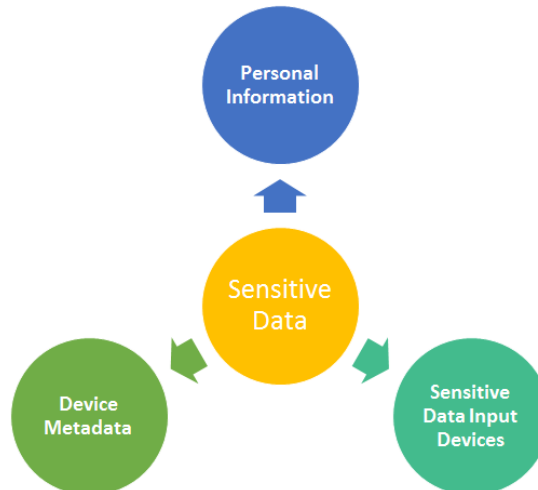 Personal
Information
Sensitive
Data
Device
Metadata
Sensitive
Data Input
Devices